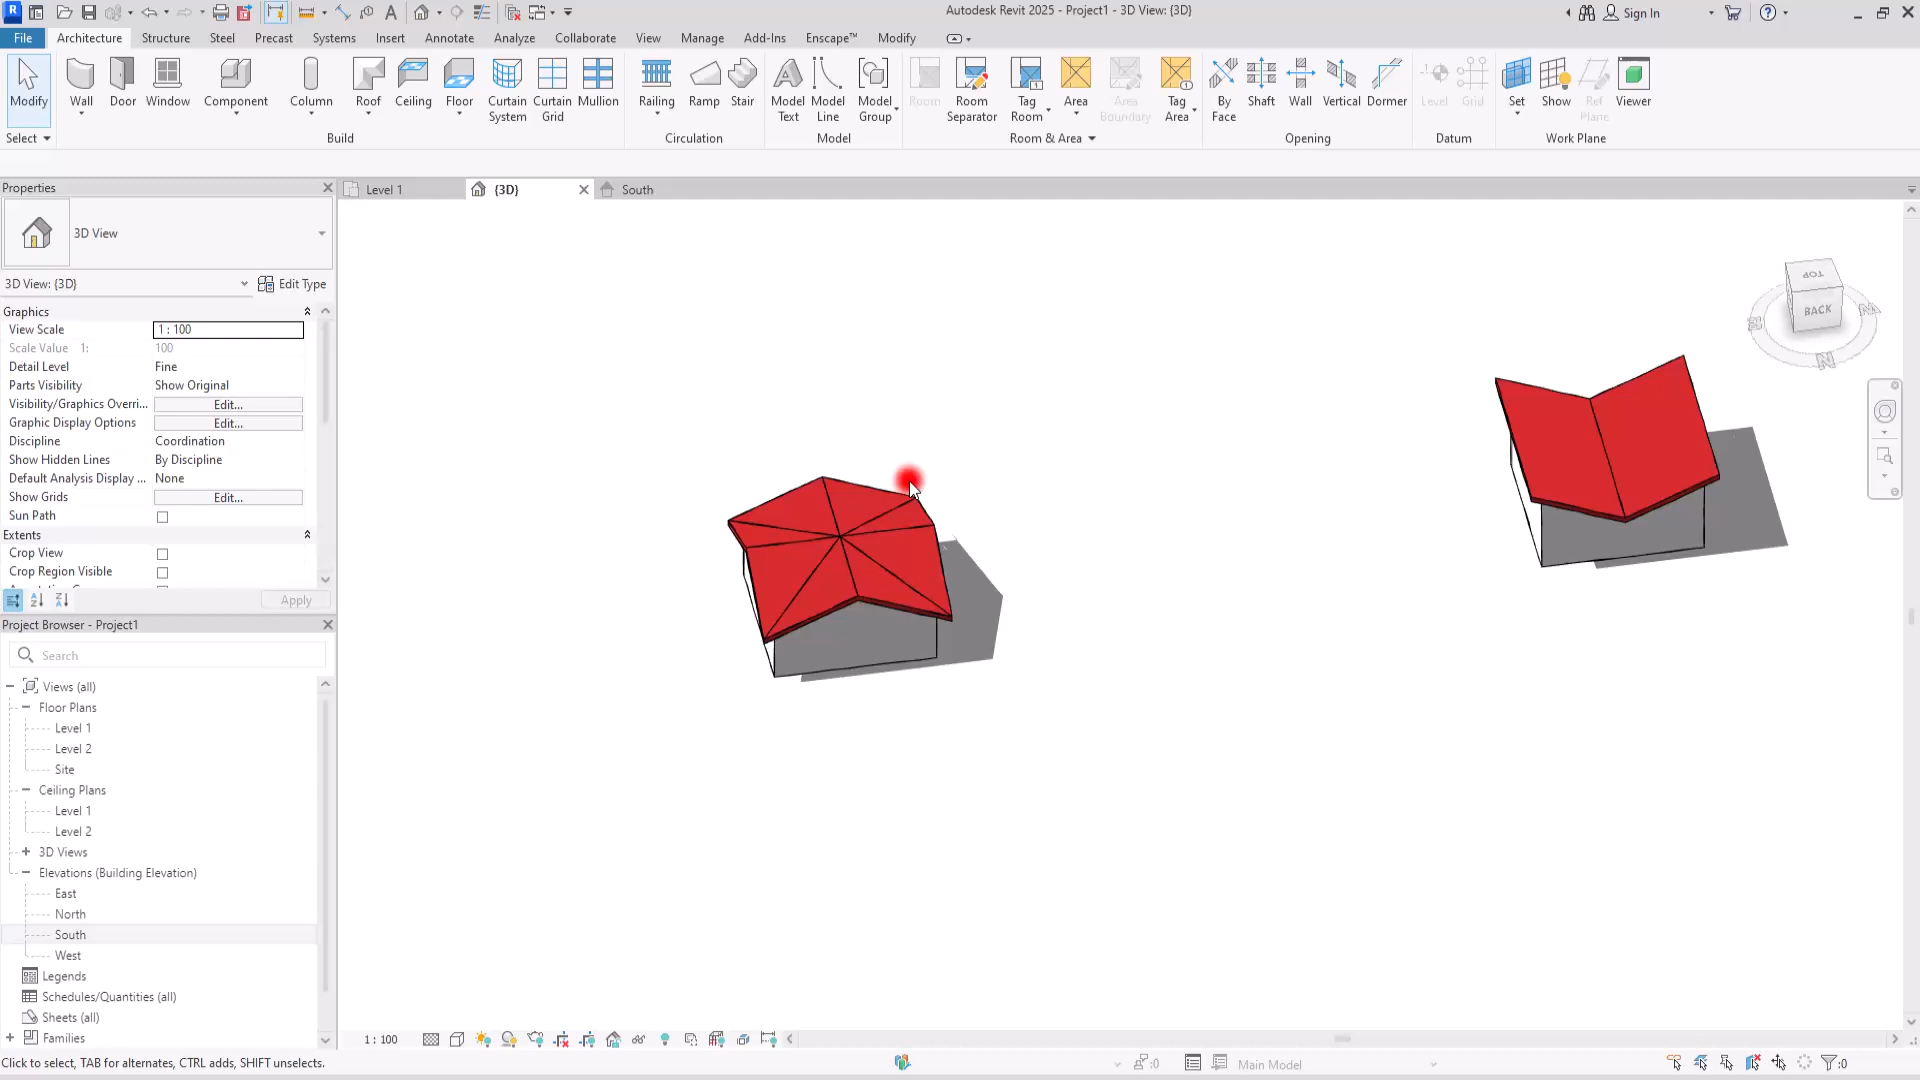 Autodesk Revit 2025 - Project1 - 3D View: {3D}
Sign In
File Architecture Structure Steel Precast Systems Insert Annotate Analyze Collaborate View Manage Add-Ins Enscape™ Modify
Modify
Wall
Door
Window
Component
Column
Roof
Ceiling
Floor
Curtain System
Curtain Grid
Mullion
Railing
Ramp
Stair
Model Text
Model Line
Model Group
Room
Room Separator
Tag Room
Area
Area Boundary
Tag Area
By Face
Shaft
Wall
Vertical
Dormer
Level
Grid
Set
Show
Ref Plane
Viewer
Select
Build
Circulation
Model
Room & Area
Opening
Datum
Work Plane
Properties
Level 1
{3D}
South
3D View
3D View: {3D}
Edit Type
Graphics
View Scale 1 : 100
Scale Value 1: 100
Detail Level Fine
Parts Visibility Show Original
Visibility/Graphics Overri... Edit...
Graphic Display Options Edit...
Discipline Coordination
Show Hidden Lines By Discipline
Default Analysis Display ... None
Show Grids Edit...
Sun Path
Extents
Crop View
Crop Region Visible
Apply
Project Browser - Project1
Search
Views (all)
Floor Plans
Level 1
Level 2
Site
Ceiling Plans
Level 1
Level 2
3D Views
Elevations (Building Elevation)
East
North
South
West
Legends
Schedules/Quantities (all)
Sheets (all)
Families
TOP
BACK
N
1 : 100
Click to select, TAB for alternates, CTRL adds, SHIFT unselects.
:0
Main Model
:0